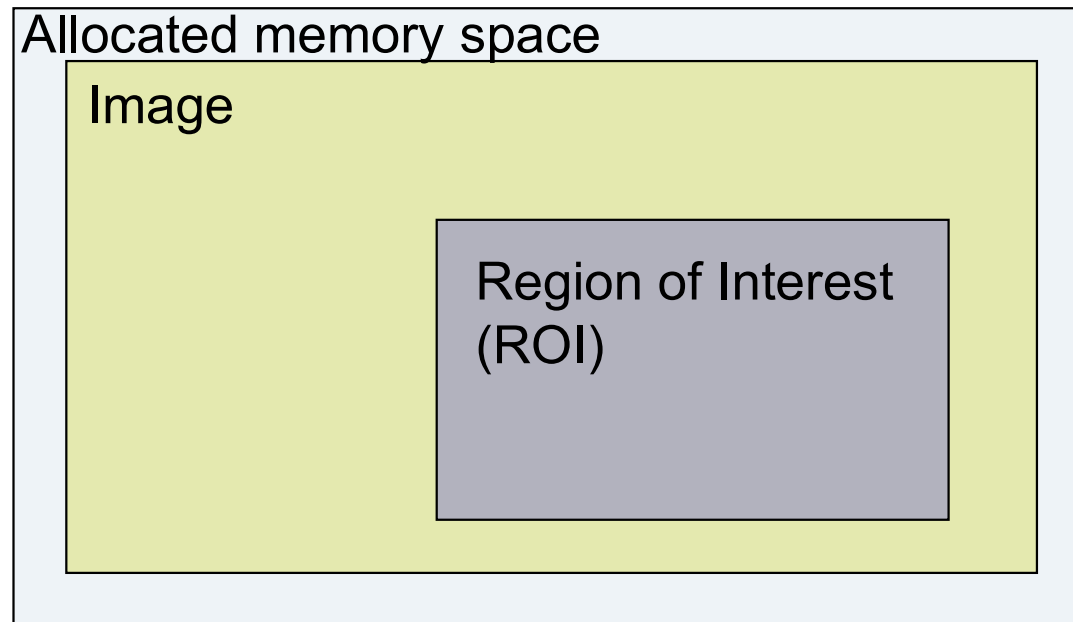 Allocated memory space
Image
Region of Interest
(ROI)